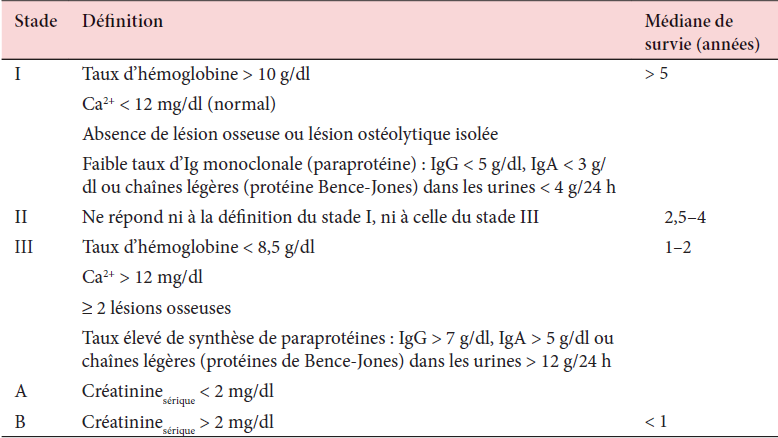 Stade Définition Médiane de
survie (années)
I Taux d’hémoglobine > 10 g/dl > 5
Ca²⁺ < 12 mg/dl (normal)
Absence de lésion osseuse ou lésion ostéolytique isolée
Faible taux d’Ig monoclonale (paraprotéine) : IgG < 5 g/dl, IgA < 3 g/
dl ou chaînes légères (protéine Bence-Jones) dans les urines < 4 g/24 h
II Ne répond ni à la définition du stade I, ni à celle du stade III 2,5–4
III Taux d’hémoglobine < 8,5 g/dl 1–2
Ca²⁺ > 12 mg/dl
≥ 2 lésions osseuses
Taux élevé de synthèse de paraprotéines : IgG > 7 g/dl, IgA > 5 g/dl ou
chaînes légères (protéines de Bence-Jones) dans les urines > 12 g/24 h
A Créatinine sérique < 2 mg/dl
B Créatinine sérique > 2 mg/dl < 1